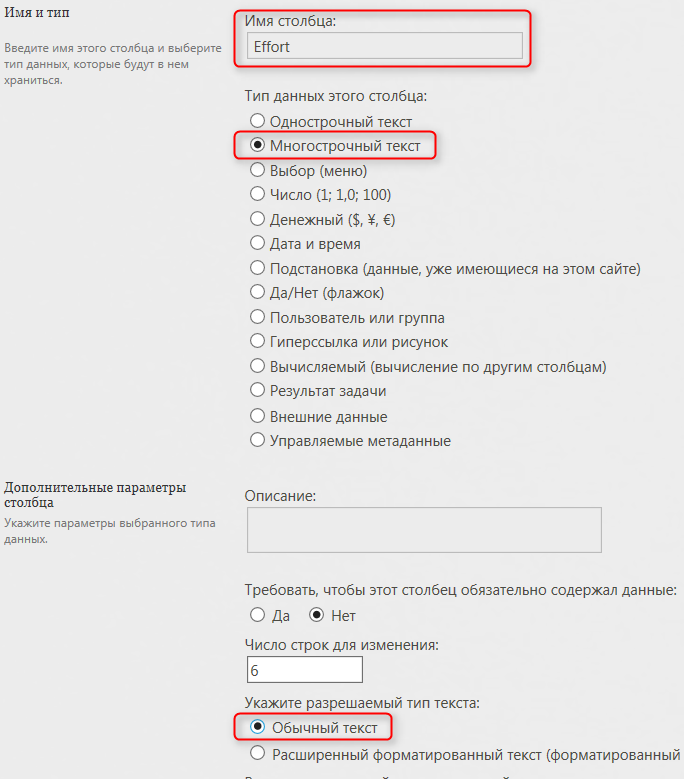 Имя и тип
Введите имя этого столбца и выберите
тип данных, которые будут в нем
храниться.
Имя столбца:
Effort
Тип данных этого столбца:
Однострочный текст
Многострочный текст
Выбор (меню)
Число (1; 1,0; 100)
Денежный ($, ¥, €)
Дата и время
Подстановка (данные, уже имеющиеся на этом сайте)
Да/Нет (флажок)
Пользователь или группа
Гиперссылка или рисунок
Вычисляемый (вычисление по другим столбцам)
Результат задачи
Внешние данные
Управляемые метаданные
Дополнительные параметры
столбца
Укажите параметры выбранного типа
данных.
Описание:
Требовать, чтобы этот столбец обязательно содержал данные:
Да Нет
Число строк для изменения:
6
Укажите разрешаемый тип текста:
Обычный текст
Расширенный форматированный текст (форматированный